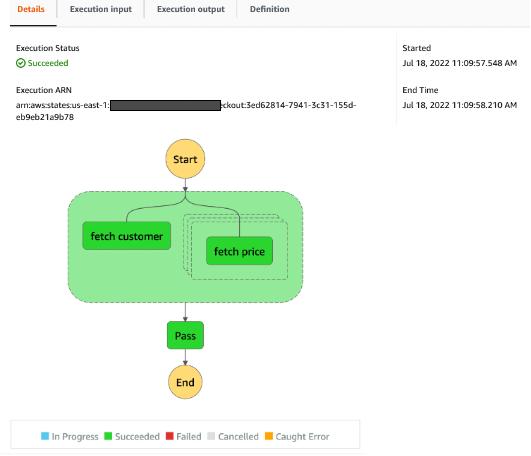 Details
Execution input
Execution output
Definition
Execution Status
Succeeded
Started
Jul 18, 2022 11:09:57.548 AM
Execution ARN
arn:aws:states:us-east-1: eckout:3ed62814-7941-3c31-155d-
eb9eb21a9b78
End Time
Jul 18, 2022 11:09:58.210 AM
Start
fetch customer
fetch price
Pass
End
In Progress
Succeeded
Failed
Cancelled
Caught Error